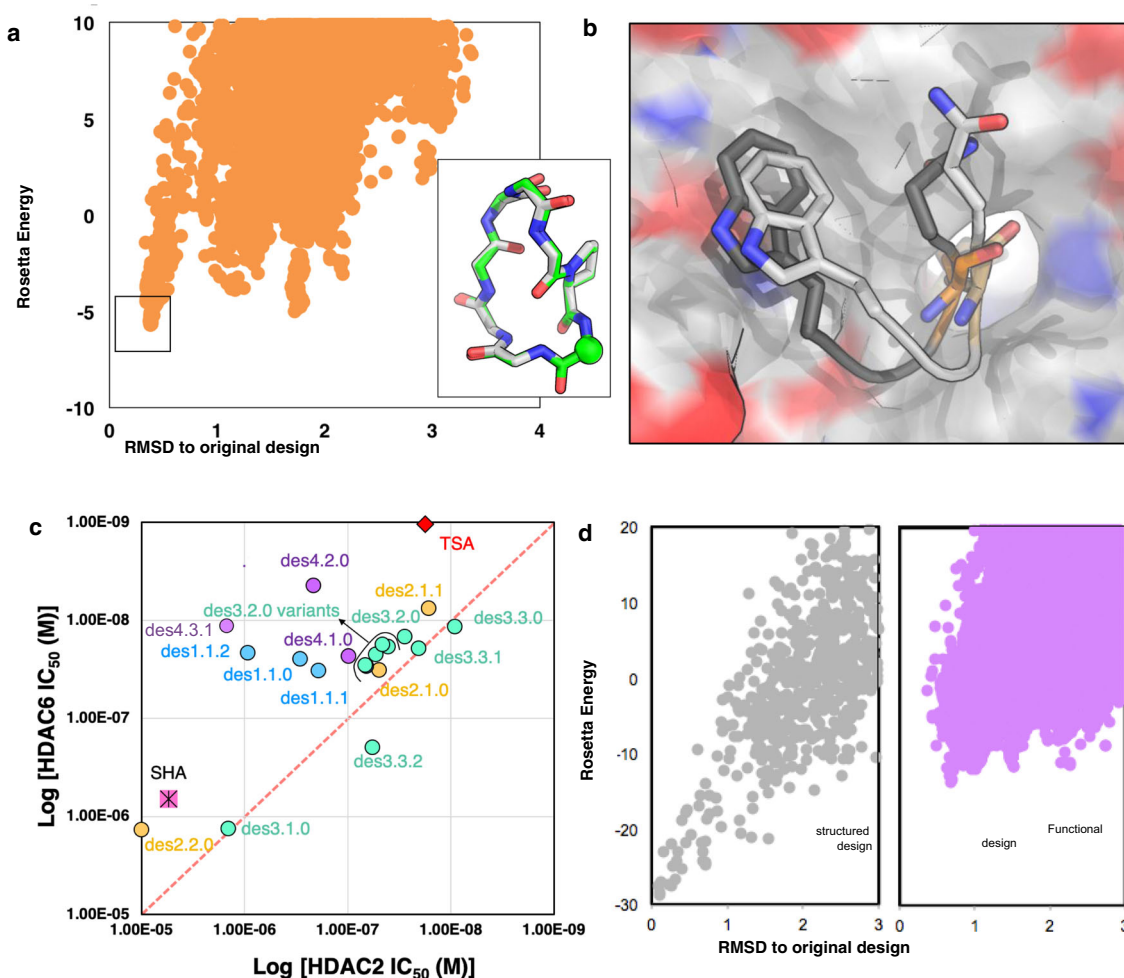 a
10
5
0
-5
-10
Rosetta Energy
0
1
2
3
4
RMSD to original design
b
c
1.00E-09
1.00E-08
1.00E-07
1.00E-06
1.00E-05
Log [HDAC6 IC50 (M)]
TSA
des4.2.0
des2.1.1
des3.2.0 variants
des3.2.0
des3.3.0
des4.3.1
des4.1.0
des1.1.2
des3.3.1
des1.1.0
des2.1.0
des1.1.1
des3.3.2
SHA
des2.2.0
des3.1.0
1.00E-05
1.00E-06
1.00E-07
1.00E-08
1.00E-09
Log [HDAC2 IC50 (M)]
d
20
10
0
-10
-20
-30
Rosetta Energy
structured
design
Functional
design
0
1
2
3
0
1
2
3
RMSD to original design